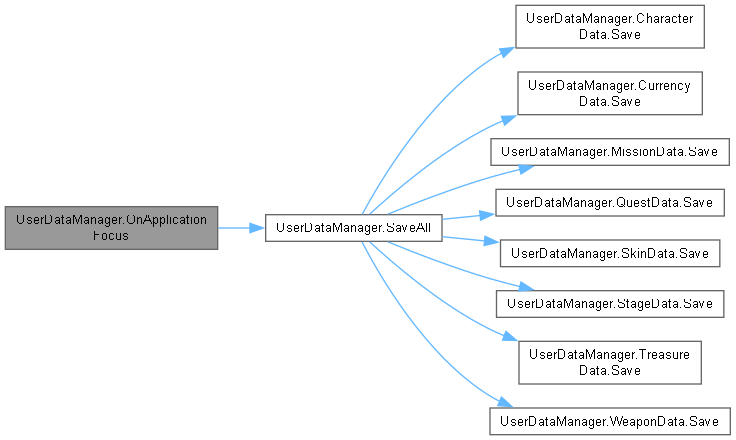 UserDataManager.OnApplication
Focus
UserDataManager.SaveAll
UserDataManager.Character
Data.Save
UserDataManager.Currency
Data.Save
UserDataManager.MissionData.Save
UserDataManager.QuestData.Save
UserDataManager.SkinData.Save
UserDataManager.StageData.Save
UserDataManager.Treasure
Data.Save
UserDataManager.WeaponData.Save